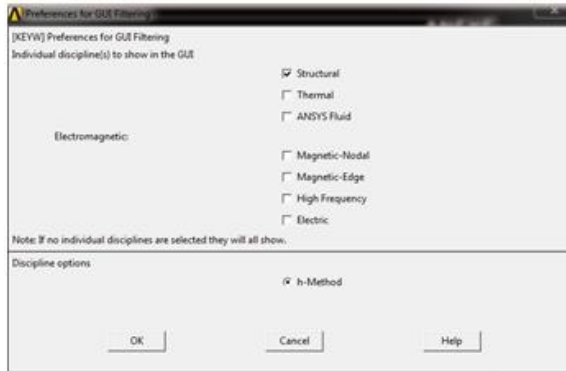 Preferences for GUI Filtering
[KEYW] Preferences for GUI Filtering
Individual discipline(s) to show in the GUI
Structural
Thermal
ANSYS Fluid
Electromagnetic:
Magnetic-Nodal
Magnetic-Edge
High Frequency
Electric
Note: If no individual disciplines are selected they will all show.
Discipline options
h-Method
OK Cancel Help